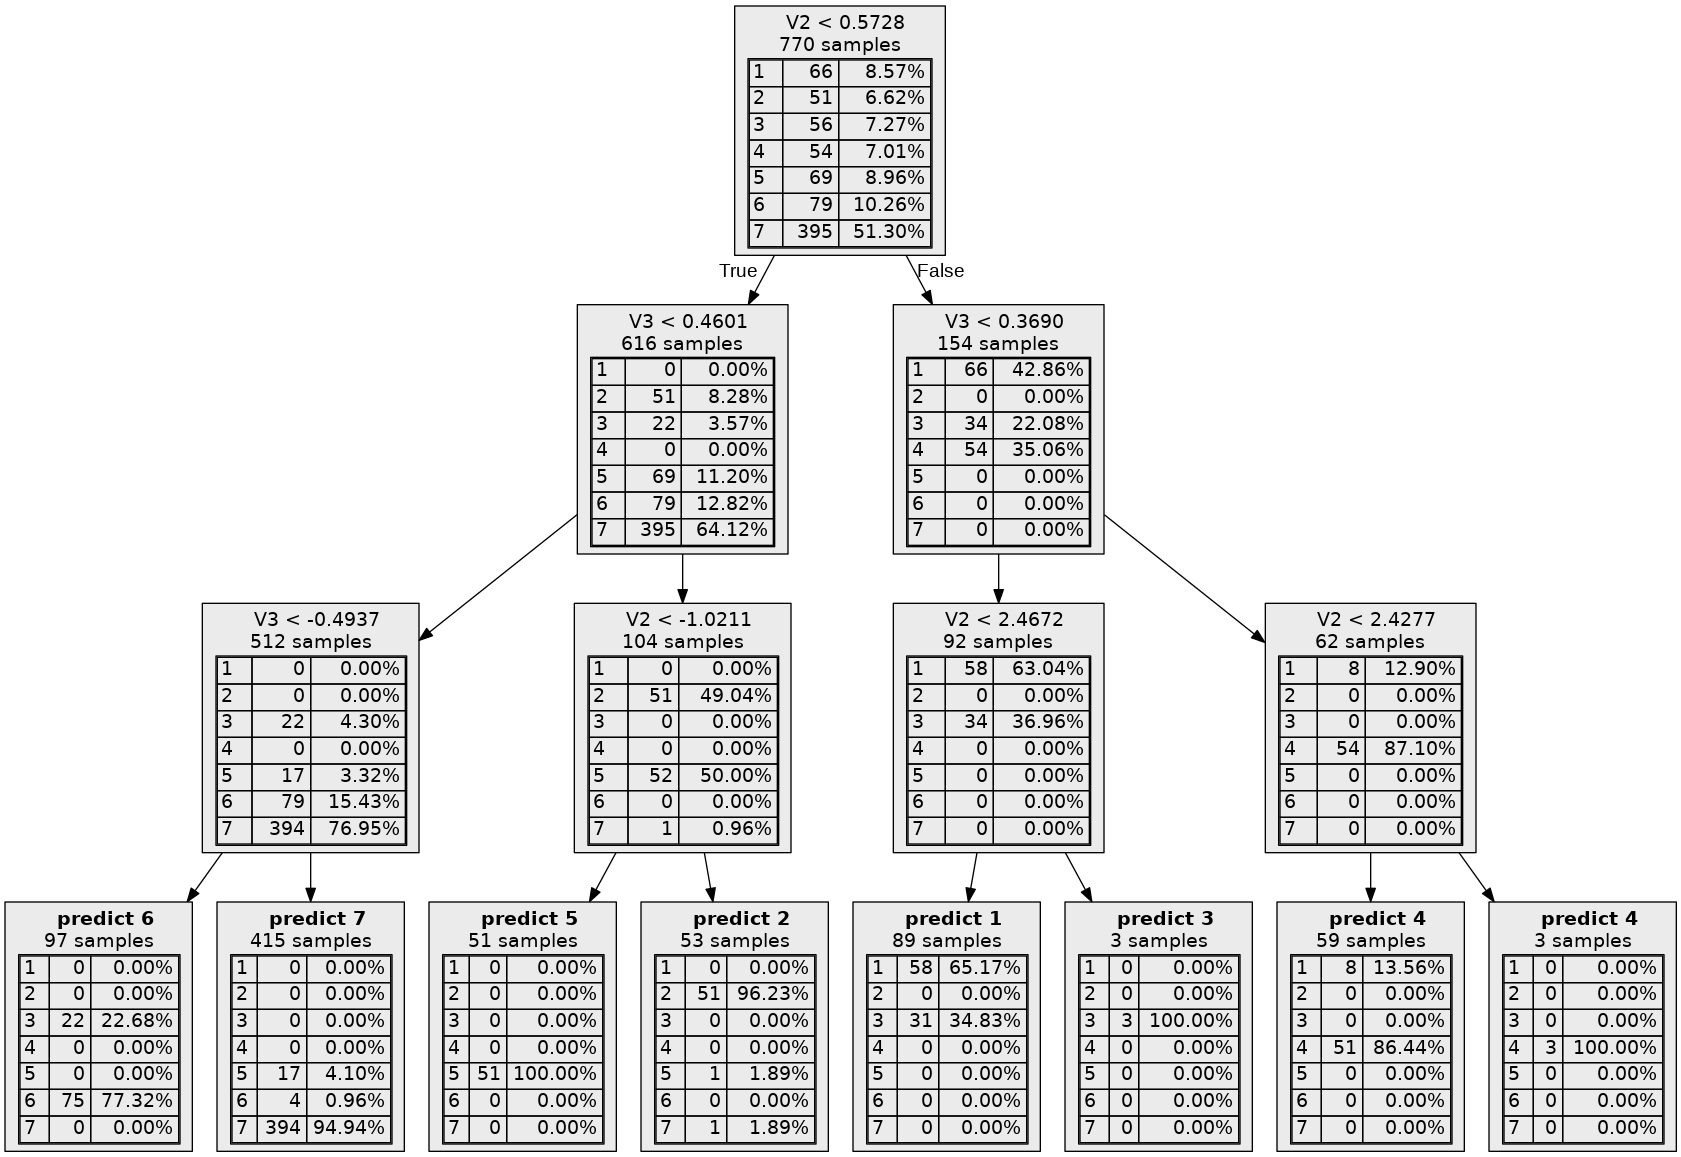 V2 < 0.5728
770 samples
1 66 8.57%
2 51 6.62%
3 56 7.27%
4 54 7.01%
5 69 8.96%
6 79 10.26%
7 395 51.30%
True
False
V3 < 0.4601
616 samples
1 0 0.00%
2 51 8.28%
3 22 3.57%
4 0 0.00%
5 69 11.20%
6 79 12.82%
7 395 64.12%
V3 < 0.3690
154 samples
1 66 42.86%
2 0 0.00%
3 34 22.08%
4 54 35.06%
5 0 0.00%
6 0 0.00%
7 0 0.00%
V3 < -0.4937
512 samples
1 0 0.00%
2 0 0.00%
3 22 4.30%
4 0 0.00%
5 17 3.32%
6 79 15.43%
7 394 76.95%
V2 < -1.0211
104 samples
1 0 0.00%
2 51 49.04%
3 0 0.00%
4 0 0.00%
5 52 50.00%
6 0 0.00%
7 1 0.96%
V2 < 2.4672
92 samples
1 58 63.04%
2 0 0.00%
3 34 36.96%
4 0 0.00%
5 0 0.00%
6 0 0.00%
7 0 0.00%
V2 < 2.4277
62 samples
1 8 12.90%
2 0 0.00%
3 0 0.00%
4 54 87.10%
5 0 0.00%
6 0 0.00%
7 0 0.00%
predict 6
97 samples
1 0 0.00%
2 0 0.00%
3 22 22.68%
4 0 0.00%
5 0 0.00%
6 75 77.32%
7 0 0.00%
predict 7
415 samples
1 0 0.00%
2 0 0.00%
3 0 0.00%
4 0 0.00%
5 17 4.10%
6 4 0.96%
7 394 94.94%
predict 5
51 samples
1 0 0.00%
2 0 0.00%
3 0 0.00%
4 0 0.00%
5 51 100.00%
6 0 0.00%
7 0 0.00%
predict 2
53 samples
1 0 0.00%
2 51 96.23%
3 0 0.00%
4 0 0.00%
5 1 1.89%
6 0 0.00%
7 1 1.89%
predict 1
89 samples
1 58 65.17%
2 0 0.00%
3 31 34.83%
4 0 0.00%
5 0 0.00%
6 0 0.00%
7 0 0.00%
predict 3
3 samples
1 0 0.00%
2 0 0.00%
3 3 100.00%
4 0 0.00%
5 0 0.00%
6 0 0.00%
7 0 0.00%
predict 4
59 samples
1 8 13.56%
2 0 0.00%
3 0 0.00%
4 51 86.44%
5 0 0.00%
6 0 0.00%
7 0 0.00%
predict 4
3 samples
1 0 0.00%
2 0 0.00%
3 0 0.00%
4 3 100.00%
5 0 0.00%
6 0 0.00%
7 0 0.00%